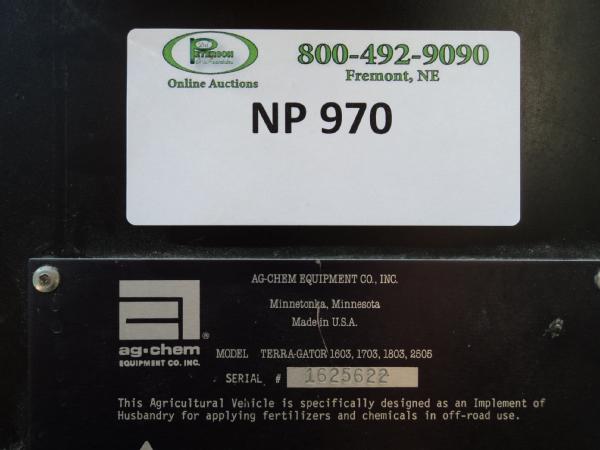 PETERSON
Online Auctions
800-492-9090
Fremont, NE
NP 970
AG-CHEM EQUIPMENT CO., INC.
Minnetonka, Minnesota
Made in U.S.A.
ag-chem
EQUIPMENT CO. INC.
®
MODEL TERRA-GATOR 1603, 1703, 1803, 2505
SERIAL # 1625622
This Agricultural Vehicle is specifically designed as an Implement of
Husbandry for applying fertilizers and chemicals in off-road use.